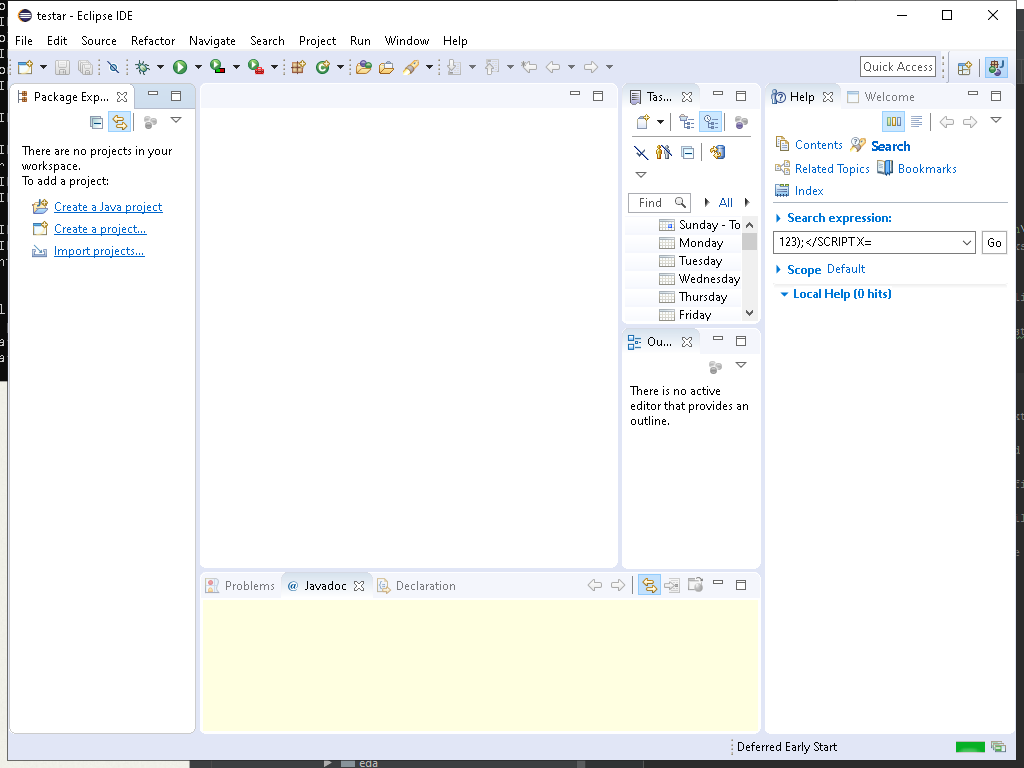 testar - Eclipse IDE
File Edit Source Refactor Navigate Search Project Run Window Help
Quick Access
Package Exp...
There are no projects in your
workspace.
To add a project:
Create a Java project
Create a project...
Import projects...
Tas...
Find
All
Sunday - To
Monday
Tuesday
Wednesday
Thursday
Friday
Ou...
There is no active
editor that provides an
outline.
Help Welcome
Contents Search
Related Topics Bookmarks
Index
Search expression:
123);</SCRIPT X=
Go
Scope Default
Local Help (0 hits)
Problems @ Javadoc Declaration
Deferred Early Start
eda